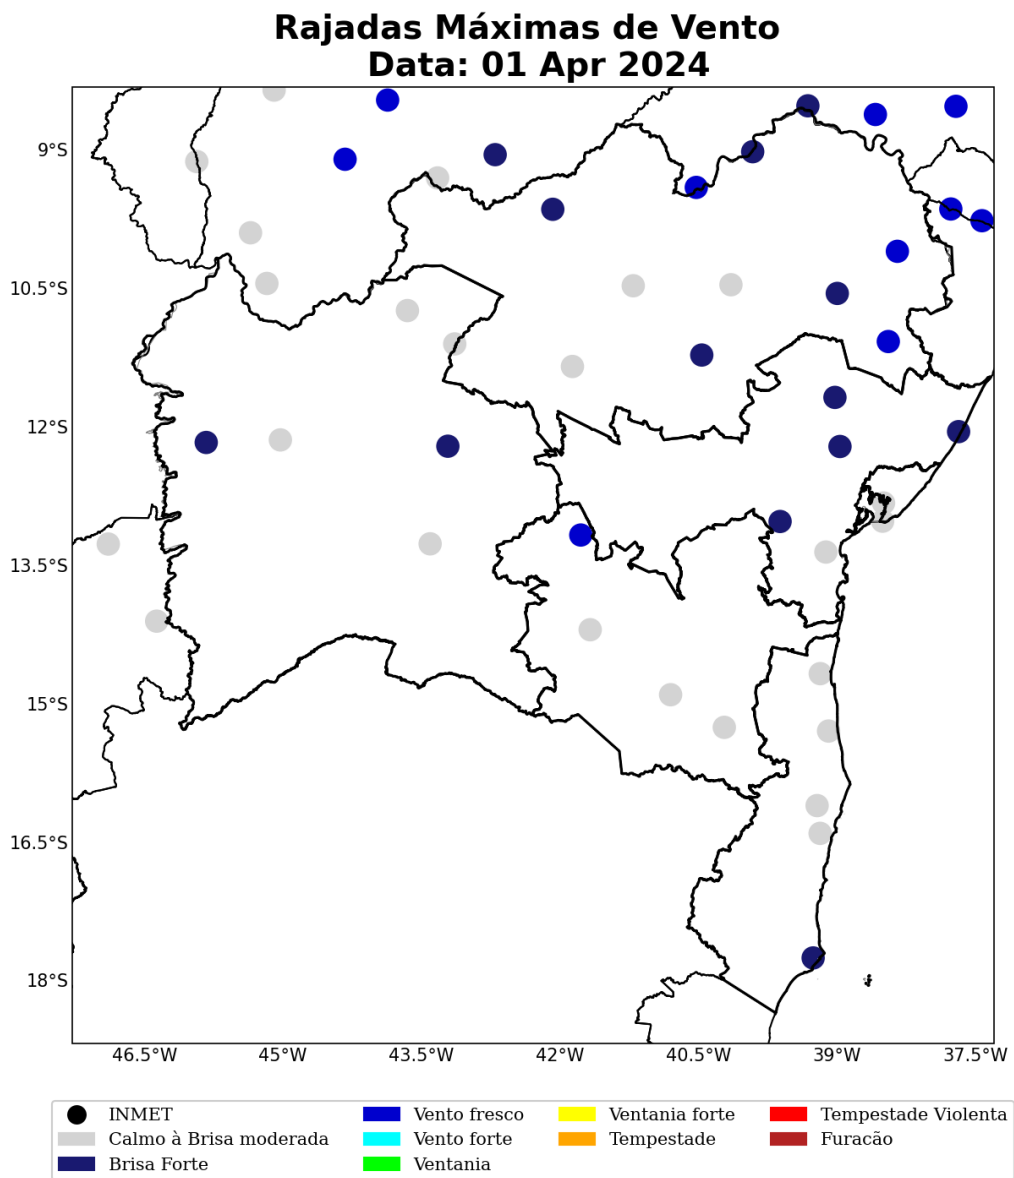 Rajadas Máximas de Vento
Data: 01 Apr 2024
9°S
10.5°S
12°S
13.5°S
15°S
16.5°S
18°S
46.5°W 45°W 43.5°W 42°W 40.5°W 39°W 37.5°W
INMET
Calmo à Brisa moderada
Brisa Forte
Vento fresco
Vento forte
Ventania
Ventania forte
Tempestade
Tempestade Violenta
Furacão